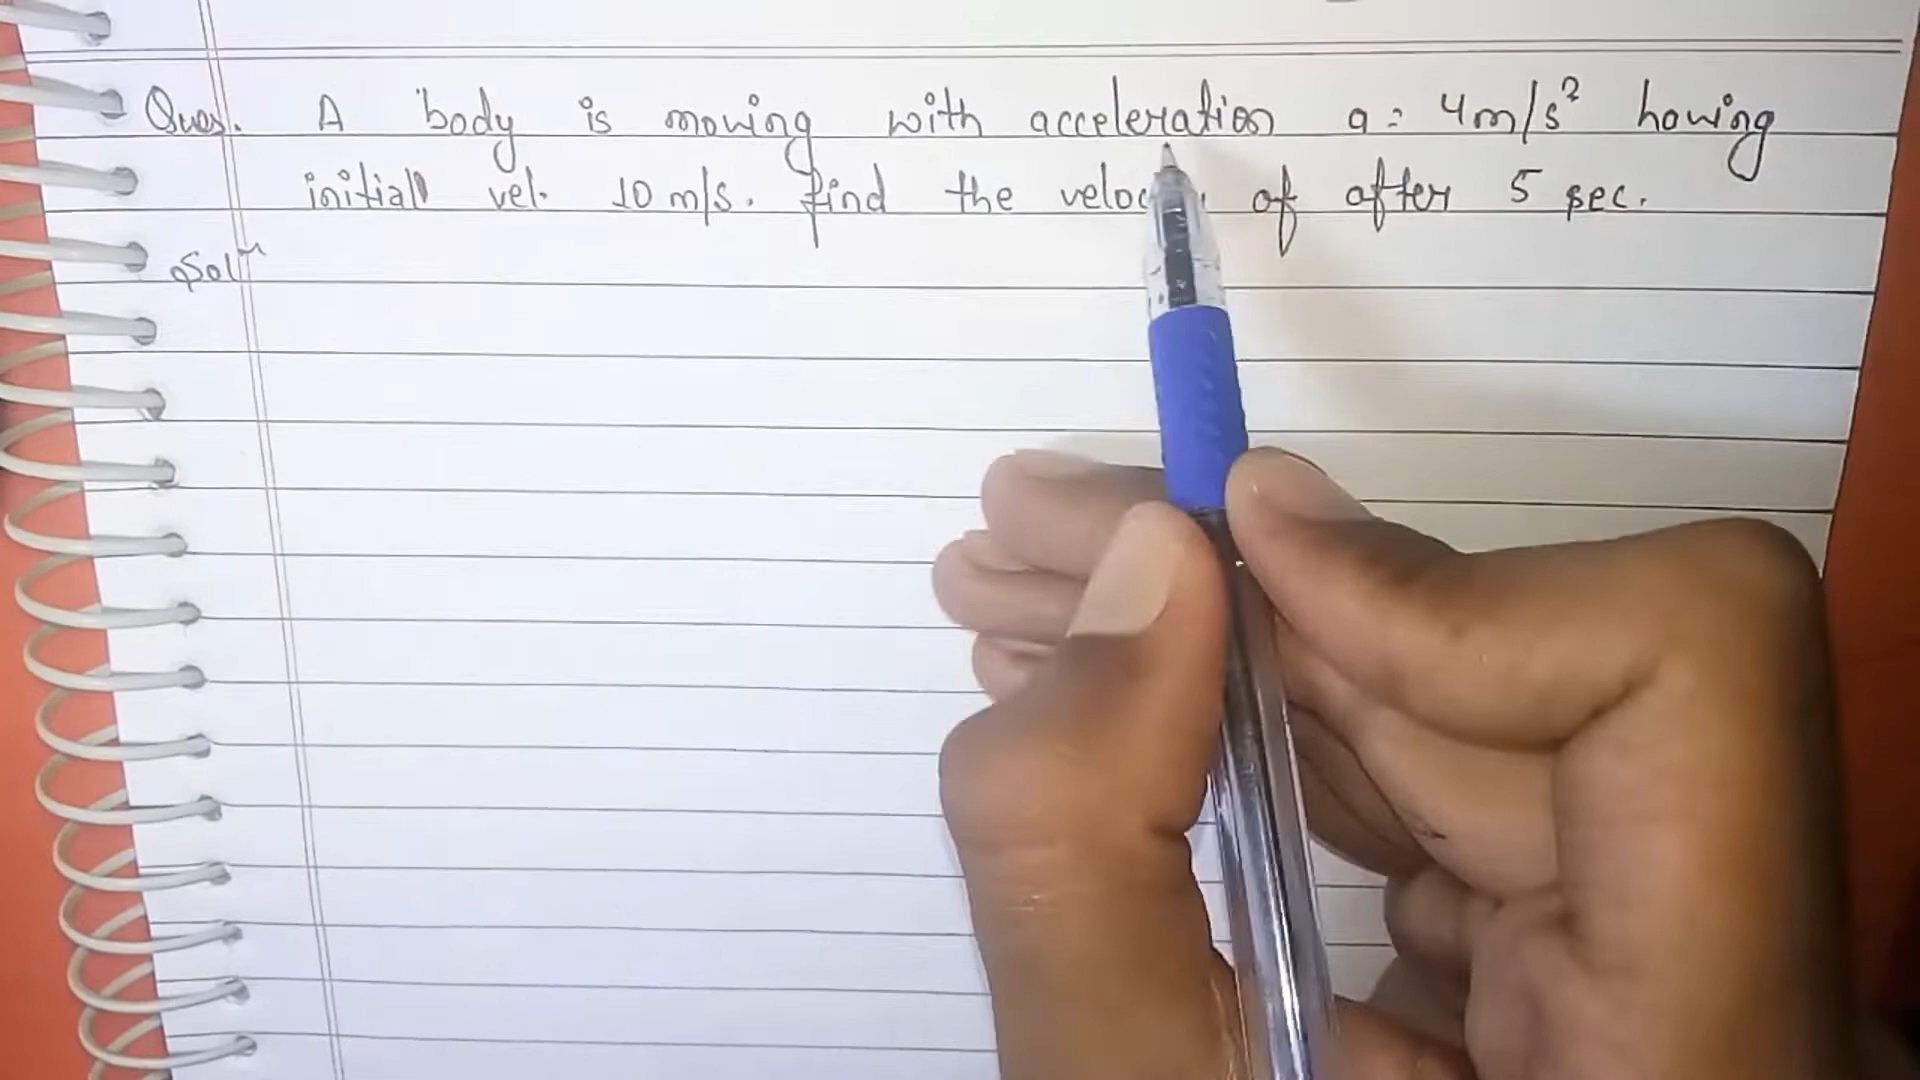 Ques. A body is moving with acceleration a = 4m/s² having
initial vel. 10 m/s. find the of after 5 sec.
Solⁿ